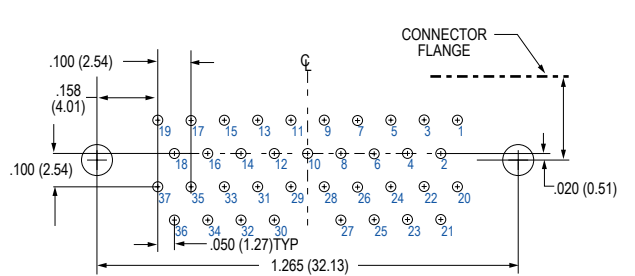 CONNECTOR
FLANGE
.100 (2.54)
℄
.158
(4.01)
19 17 15 13 11 9 7 5 3 1
18 16 14 12 10 8 6 4 2
.100 (2.54)
.020 (0.51)
37 35 33 31 29 28 26 24 22 20
36 34 32 30 27 25 23 21
.050 (1.27)TYP
1.265 (32.13)